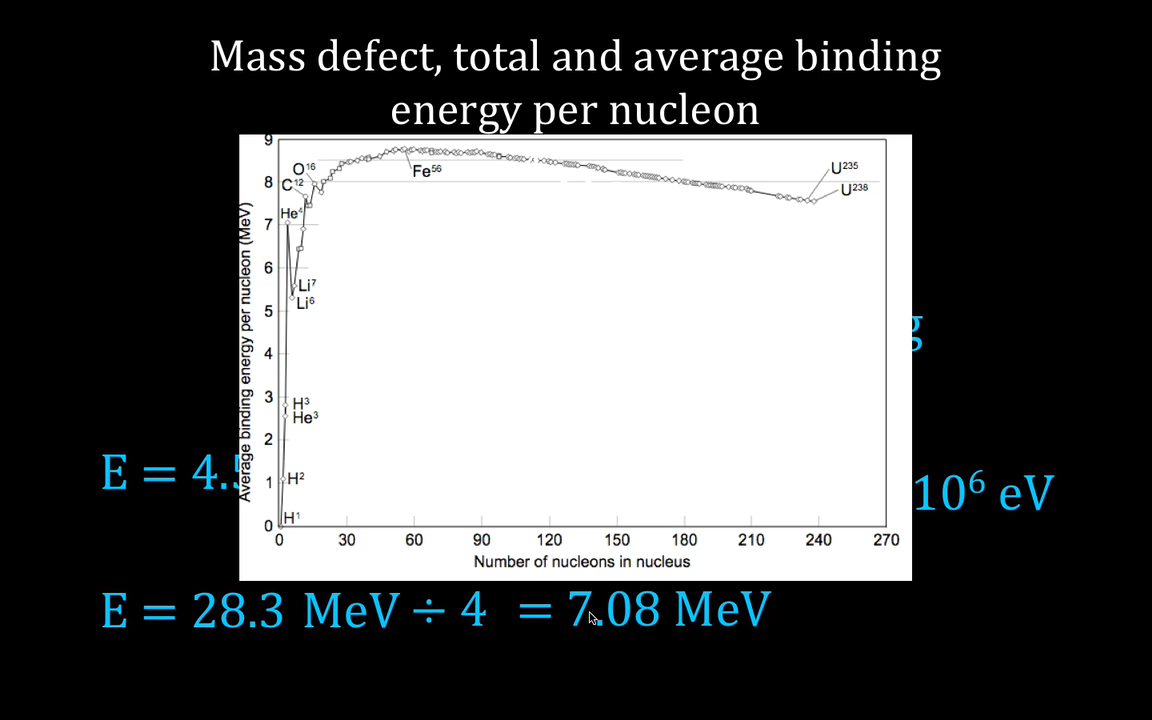 Mass defect, total and average binding
energy per nucleon
Average binding energy per nucleon (MeV)
9
8
7
6
5
4
3
2
1
0
O¹⁶
C¹²
He⁴
Li⁷
Li⁶
H³
He³
H²
H¹
Fe⁵⁶
U²³⁵
U²³⁸
0 30 60 90 120 150 180 210 240 270
Number of nucleons in nucleus
g
E = 4.5
10⁶ eV
E = 28.3 MeV ÷ 4 = 7.08 MeV